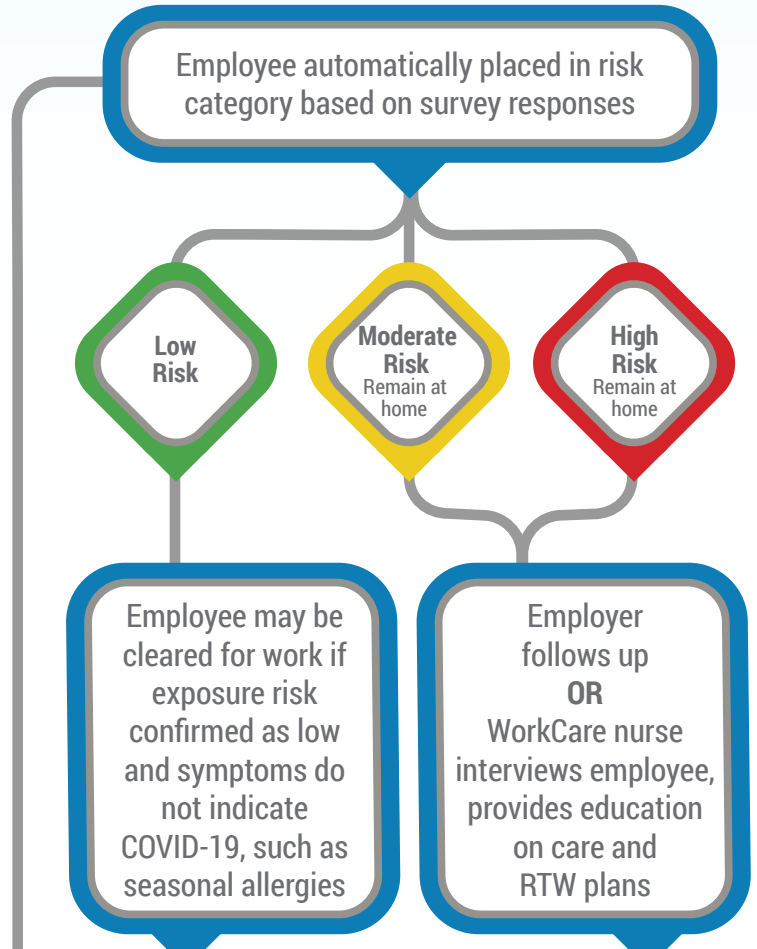 Employee automatically placed in risk
category based on survey responses
Low
Risk
Moderate
Risk
Remain at
home
High
Risk
Remain at
home
Employee may be
cleared for work if
exposure risk
confirmed as low
and symptoms do
not indicate
COVID-19, such as
seasonal allergies
Employer
follows up
OR
WorkCare nurse
interviews employee,
provides education
on care and
RTW plans